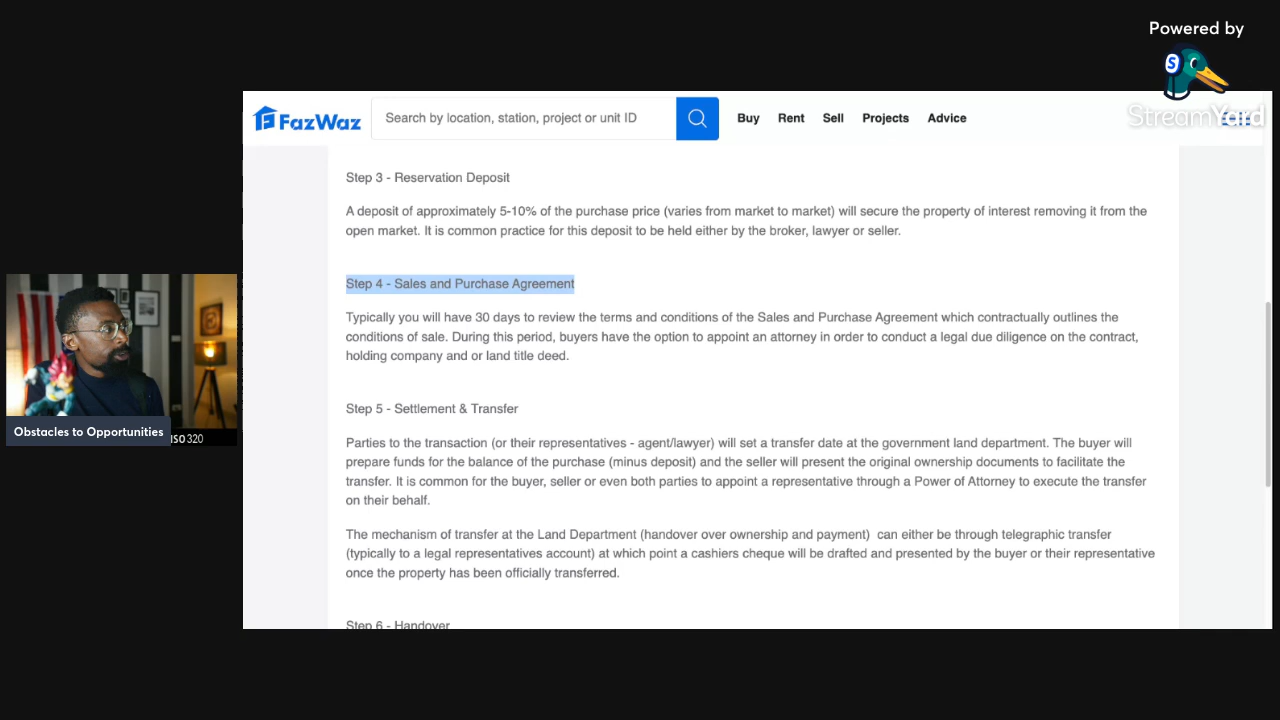 Powered by
S
StreamYard
FazWaz
Search by location, station, project or unit ID
Buy Rent Sell Projects Advice
Step 3 - Reservation Deposit
A deposit of approximately 5-10% of the purchase price (varies from market to market) will secure the property of interest removing it from the
open market. It is common practice for this deposit to be held either by the broker, lawyer or seller.
Step 4 - Sales and Purchase Agreement
Typically you will have 30 days to review the terms and conditions of the Sales and Purchase Agreement which contractually outlines the
conditions of sale. During this period, buyers have the option to appoint an attorney in order to conduct a legal due diligence on the contract,
holding company and or land title deed.
Step 5 - Settlement & Transfer
Parties to the transaction (or their representatives - agent/lawyer) will set a transfer date at the government land department. The buyer will
prepare funds for the balance of the purchase (minus deposit) and the seller will present the original ownership documents to facilitate the
transfer. It is common for the buyer, seller or even both parties to appoint a representative through a Power of Attorney to execute the transfer
on their behalf.
The mechanism of transfer at the Land Department (handover over ownership and payment)  can either be through telegraphic transfer
(typically to a legal representatives account) at which point a cashiers cheque will be drafted and presented by the buyer or their representative
once the property has been officially transferred.
Step 6 - Handover
Obstacles to Opportunities
ISO 320